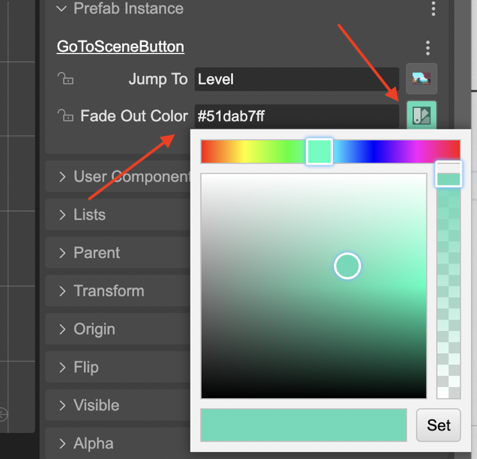 Prefab Instance
GoToSceneButton
Jump To Level
Fade Out Color #51dab7ff
User Component
Lists
Parent
Transform
Origin
Flip
Visible
Alpha
Set